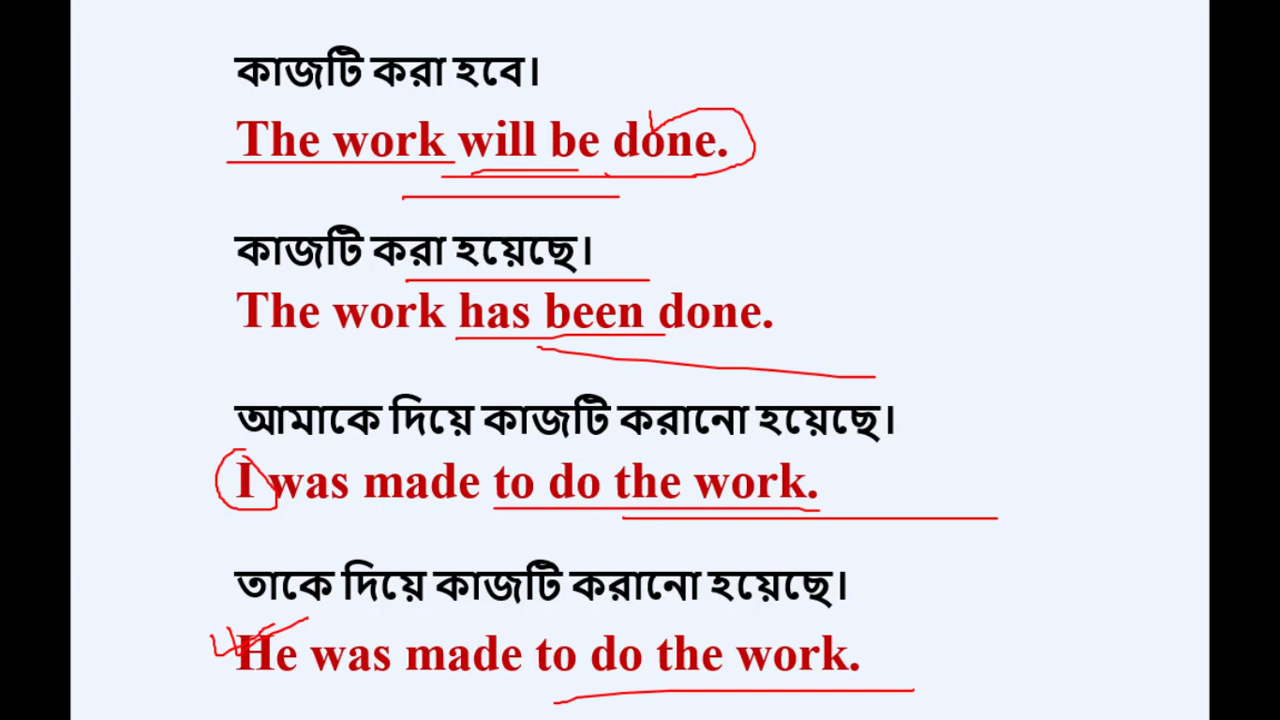 কাজটি করা হবে।
The work will be done.
কাজটি করা হয়েছে।
The work has been done.
আমাকে দিয়ে কাজটি করানো হয়েছে।
I was made to do the work.
তাকে দিয়ে কাজটি করানো হয়েছে।
He was made to do the work.